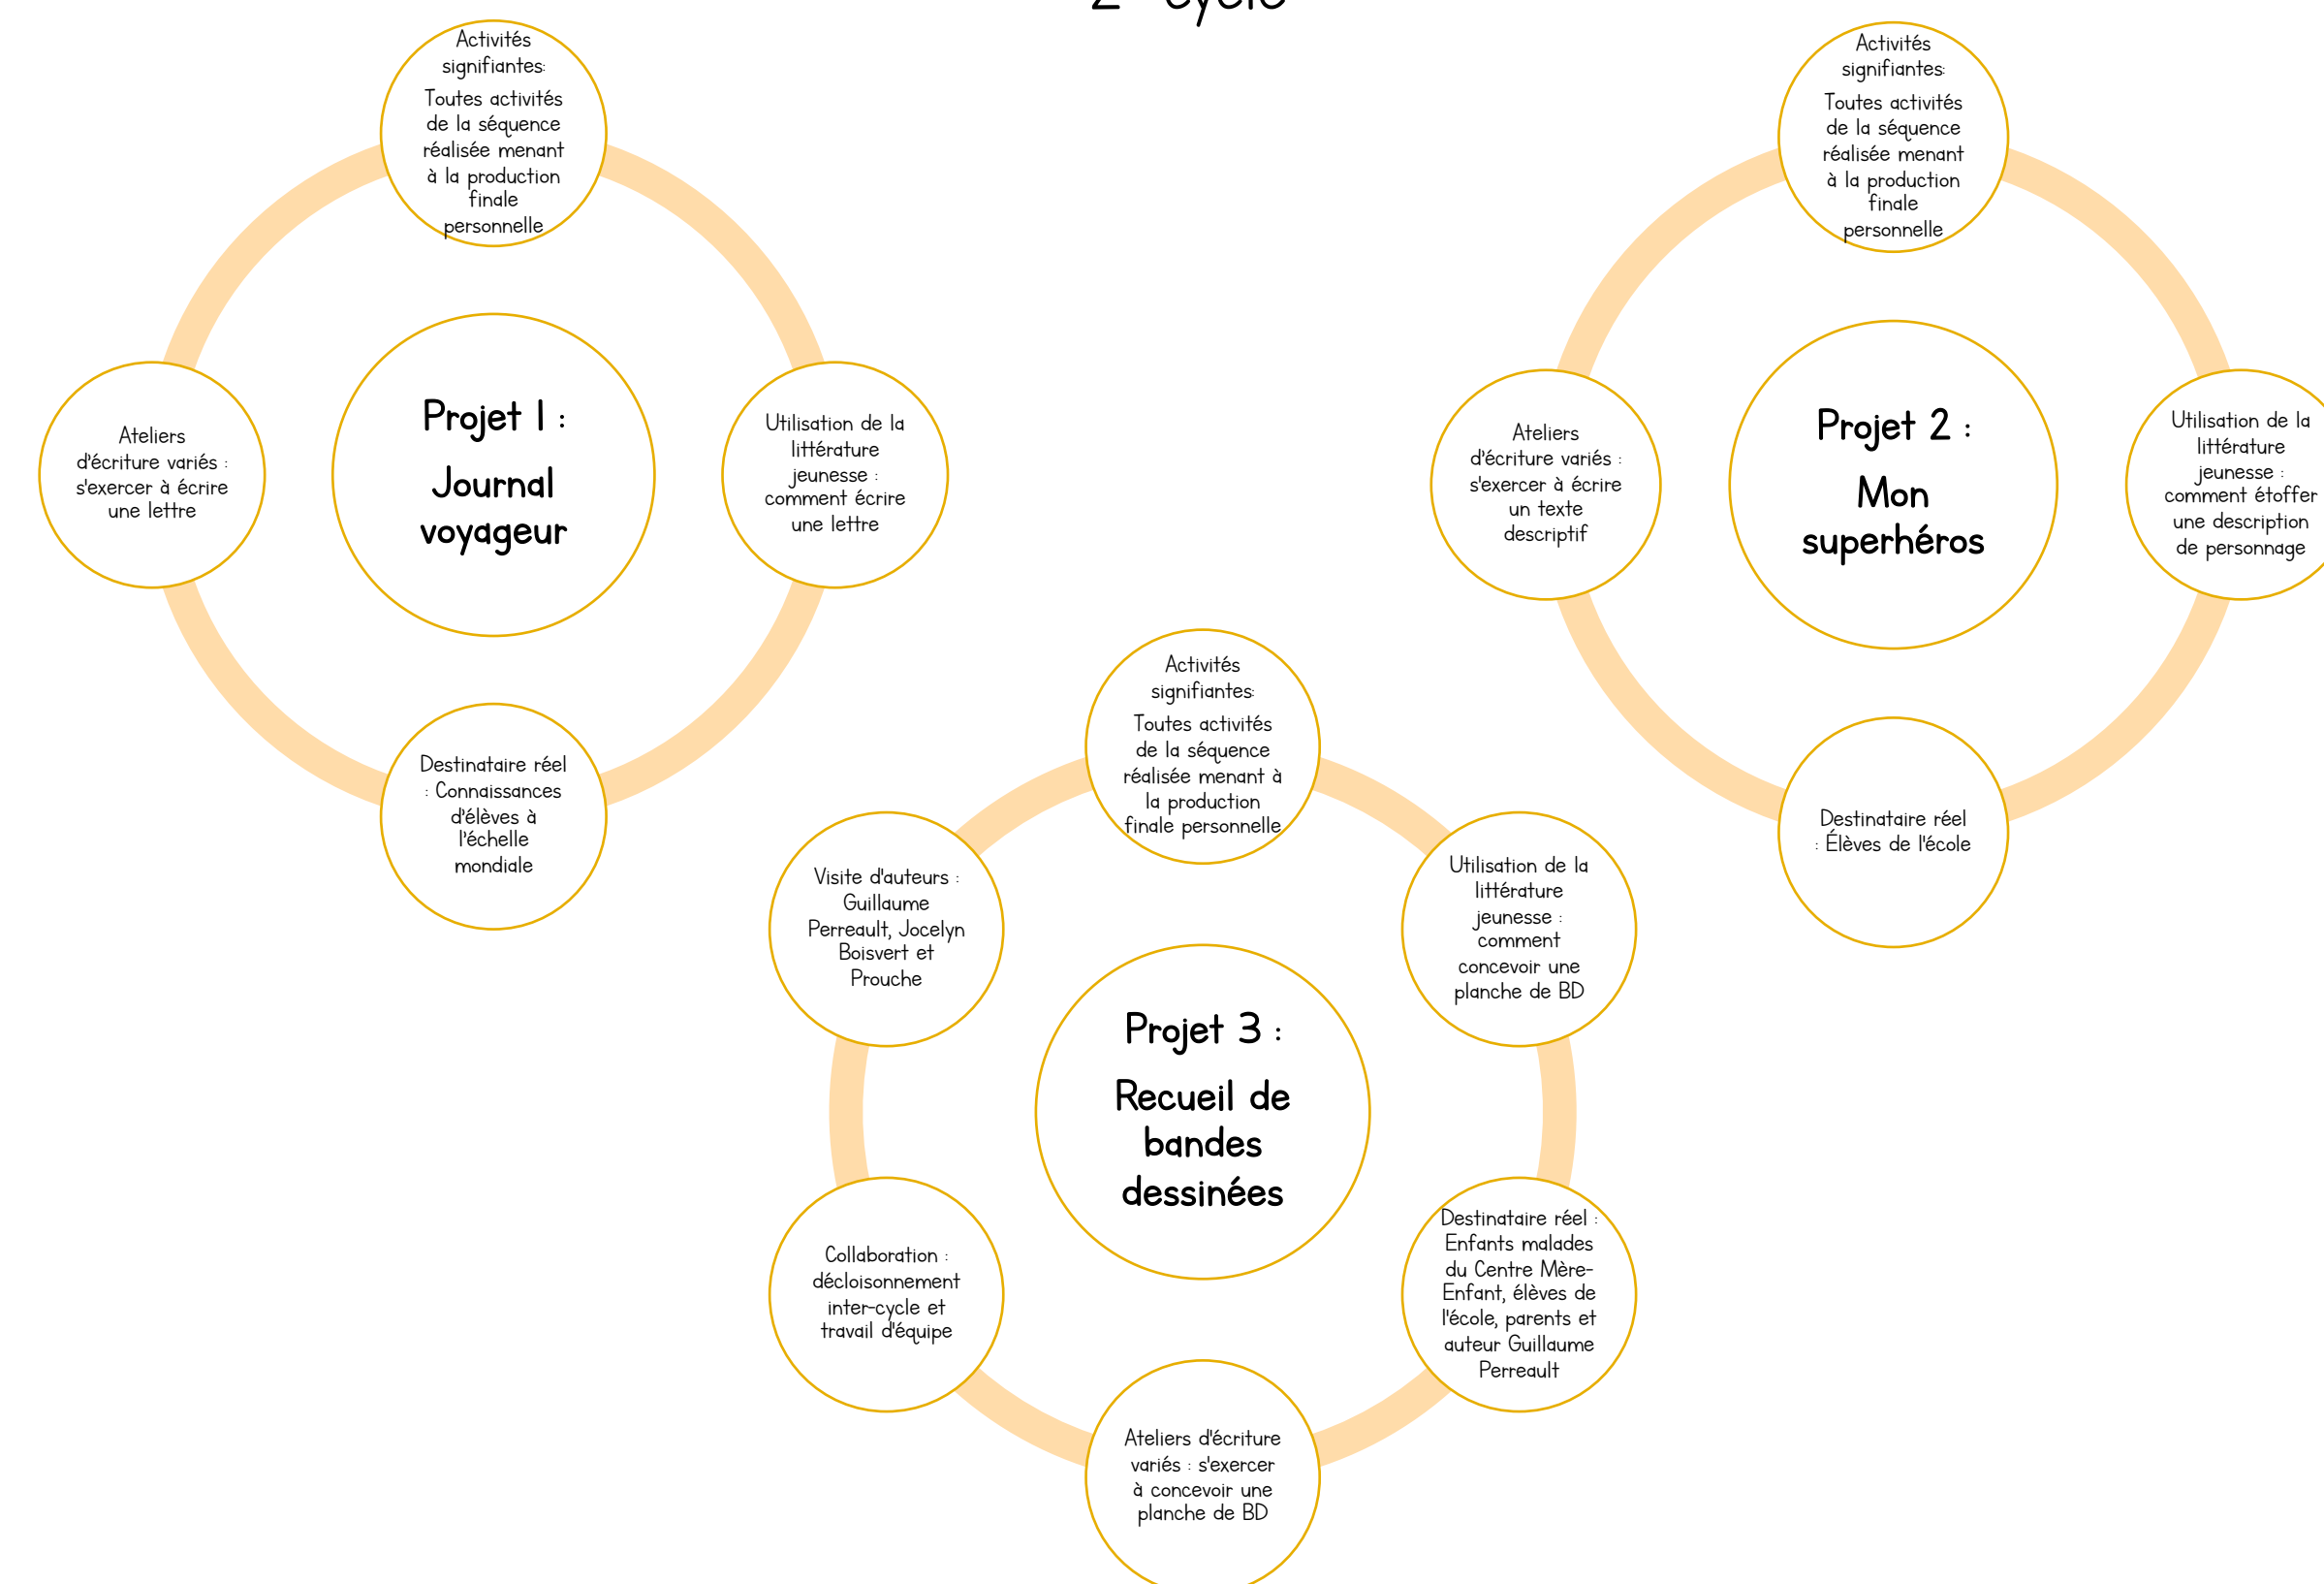 2 cycle
Activités
signifiantes:
Toutes activités
de la séquence
réalisée menant
à la production
finale
personnelle
Ateliers
d'écriture variés :
s'exercer à écrire
une lettre
Projet 1 :
Journal
voyageur
Utilisation de la
littérature
jeunesse :
comment écrire
une lettre
Destinataire réel
: Connaissances
d'élèves à
l'échelle
mondiale
Activités
signifiantes:
Toutes activités
de la séquence
réalisée menant
à la production
finale
personnelle
Ateliers
d'écriture variés :
s'exercer à écrire
un texte
descriptif
Projet 2 :
Mon
superhéros
Utilisation de la
littérature
jeunesse :
comment étoffer
une description
de personnage
Destinataire réel
: Élèves de l'école
Activités
signifiantes:
Toutes activités
de la séquence
réalisée menant à
la production
finale personnelle
Visite d'auteurs :
Guillaume
Perreault, Jocelyn
Boisvert et
Prouche
Utilisation de la
littérature
jeunesse :
comment
concevoir une
planche de BD
Projet 3 :
Recueil de
bandes
dessinées
Collaboration :
décloisonnement
inter-cycle et
travail d'équipe
Destinataire réel :
Enfants malades
du Centre Mère-
Enfant, élèves de
l'école, parents et
auteur Guillaume
Perreault
Ateliers d'écriture
variés : s'exercer
à concevoir une
planche de BD